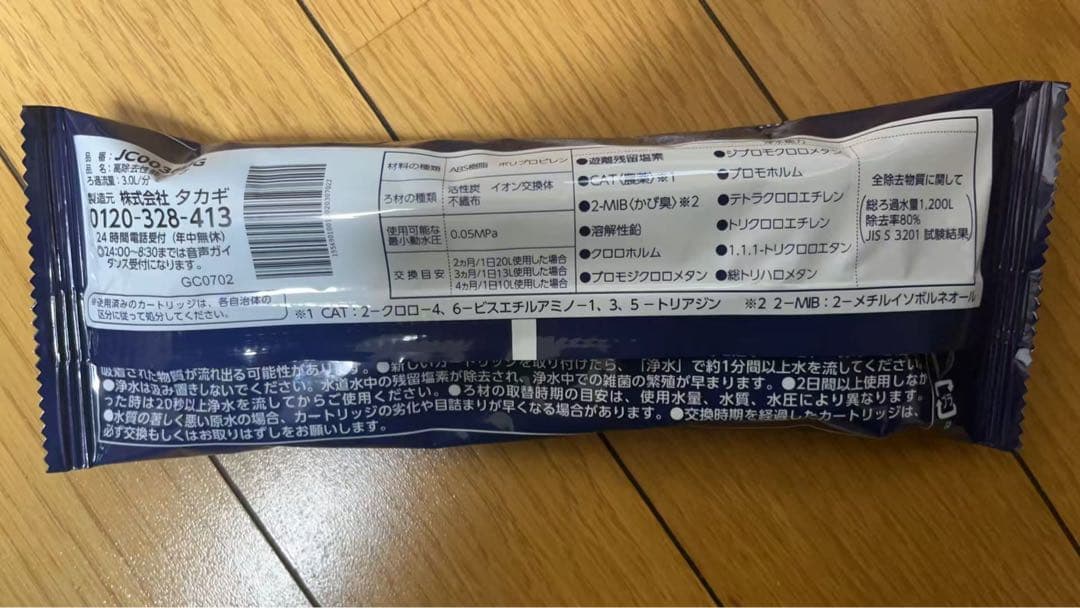 品番：JC003
品名：高除去性
ろ過流量：3.0L/分
製造元 株式会社 タカギ
0120-328-413
24時間電話受付（年中無休）
24:00~8:30までは音声ガイ
ダンス受付になります。
GC0702
※使用済みのカートリッジは、各自治体の
区分に従って処分してください。
材料の種類 ABS樹脂 ポリプロピレン
ろ材の種類 活性炭 イオン交換体
不織布
使用可能な
最小動水圧 0.05MPa
交換目安
2ヵ月/1日20L使用した場合
3ヵ月/1日13L使用した場合
4ヵ月/1日10L使用した場合
●遊離残留塩素
●CAT（農薬）※1
●2-MIB（かび臭）※2
●溶解性鉛
●クロロホルム
●ブロモジクロロメタン
●ジブロモクロロメタン
●ブロモホルム
●テトラクロロエチレン
●トリクロロエチレン
●1.1.1-トリクロロエタン
●総トリハロメタン
全除去物質に関して
総ろ過水量1,200L
除去率80%
JIS S 3201 試験結果
※1 CAT：2-クロロ-4、6-ビスエチルアミノ-1、3、5-トリアジン ※2 2-MIB：2-メチルイソボルネオール
吸着された物質が流れ出る可能性があります。●新しいカートリッジを取り付けたら、「浄水」で約1分間以上水を流してください。
●浄水は汲み置きしないでください。水道水中の残留塩素が除去され、浄水中での雑菌の繁殖が早まります。●2日間以上使用しなか
った時は20秒以上浄水を流してからご使用ください。●ろ材の取替時期の目安は、使用水量、水質、水圧により異なります。
●水質の著しく悪い原水の場合、カートリッジの劣化や目詰まりが早くなる場合があります。●交換時期を経過したカートリッジは、
必ず交換もしくはお取りはずしをお願いします。